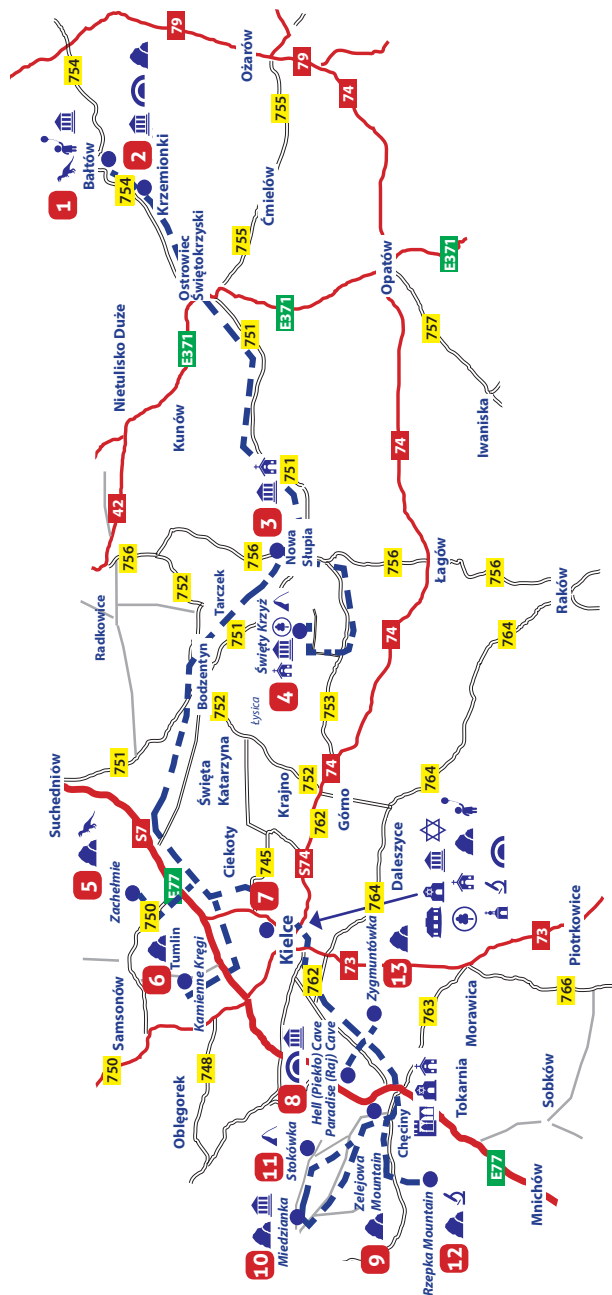 79
754
1
Bałtów
2
754
Krzemionki
Ożarów
79
74
755
Ćmielów
755
Ostrowiec
Świętokrzyski
Nietulisko Duże
E371
E371
E371
Kunów
Opatów
757
Iwaniska
751
751
42
74
3
Nowa
Słupia
756
756
756
756
752
Tarczek
Radkowice
Łagów
Raków
764
74
Bodzentyn
751
Święty Krzyż
4
Łysica
753
752
751
Suchedniów
S7
Święta
Katarzyna
Krajno
752
74
762
Górno
764
Ciekoty
745
S74
5
Zachełmie
750
E77
7
Kielce
Daleszyce
764
6
Tumlin
Kamienne Kręgi
Samsonów
750
748
Oblęgorek
762
73
Zygmuntówka
13
73
Piotrkowice
766
763
Morawica
8
Hell (Piekło) Cave
Paradise (Raj) Cave
11
Stokówka
Chęciny
Tokarnia
Sobków
Zelejowa
Mountain
9
10
Miedzianka
E77
Mnichów
Rzepka Mountain
12